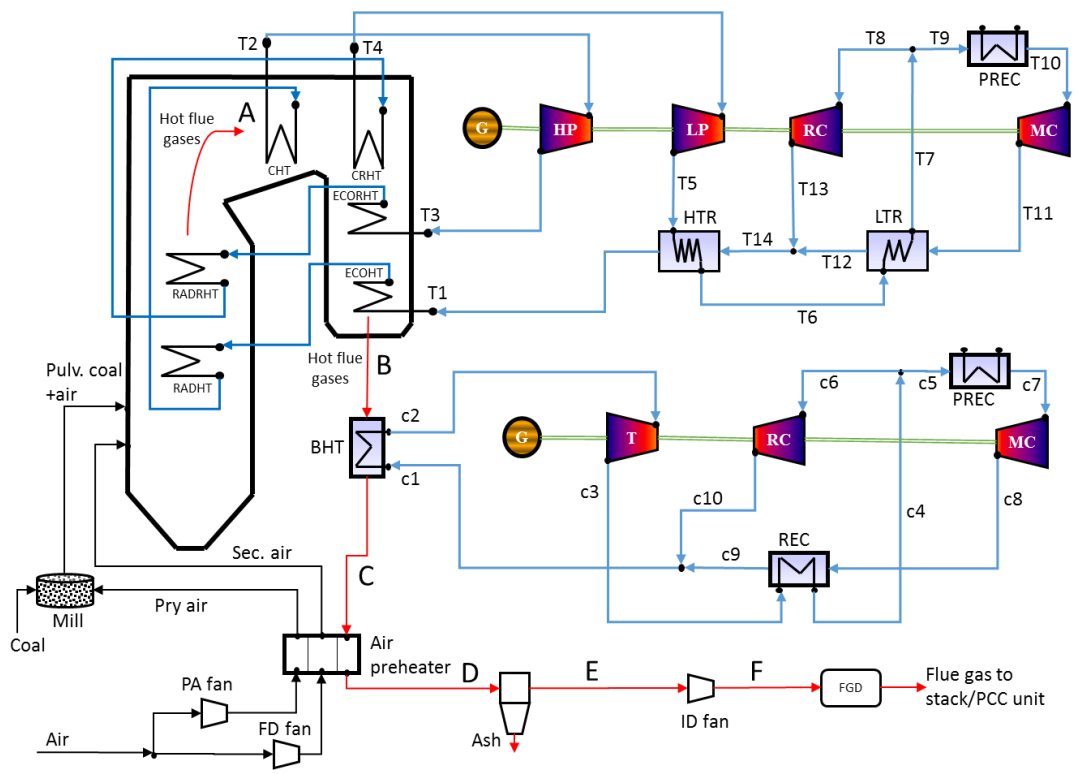 T2
T4
T8
T9
PREC
T10
A
Hot flue
gases
CHT
CRHT
G
HP
LP
RC
MC
T7
ECORHT
T3
T5
T13
T11
HTR
LTR
T14
T12
RADRHT
ECOHT
T1
T6
Hot flue
gases
B
RADHT
Pulv. coal
+air
c6
c5
PREC
c7
c2
BHT
c1
G
T
RC
MC
c3
c10
c4
c8
REC
c9
Sec. air
C
Mill
Pry air
Coal
Air
preheater
D
E
F
FGD
Flue gas to
stack/PCC unit
PA fan
ID fan
FD fan
Ash
Air